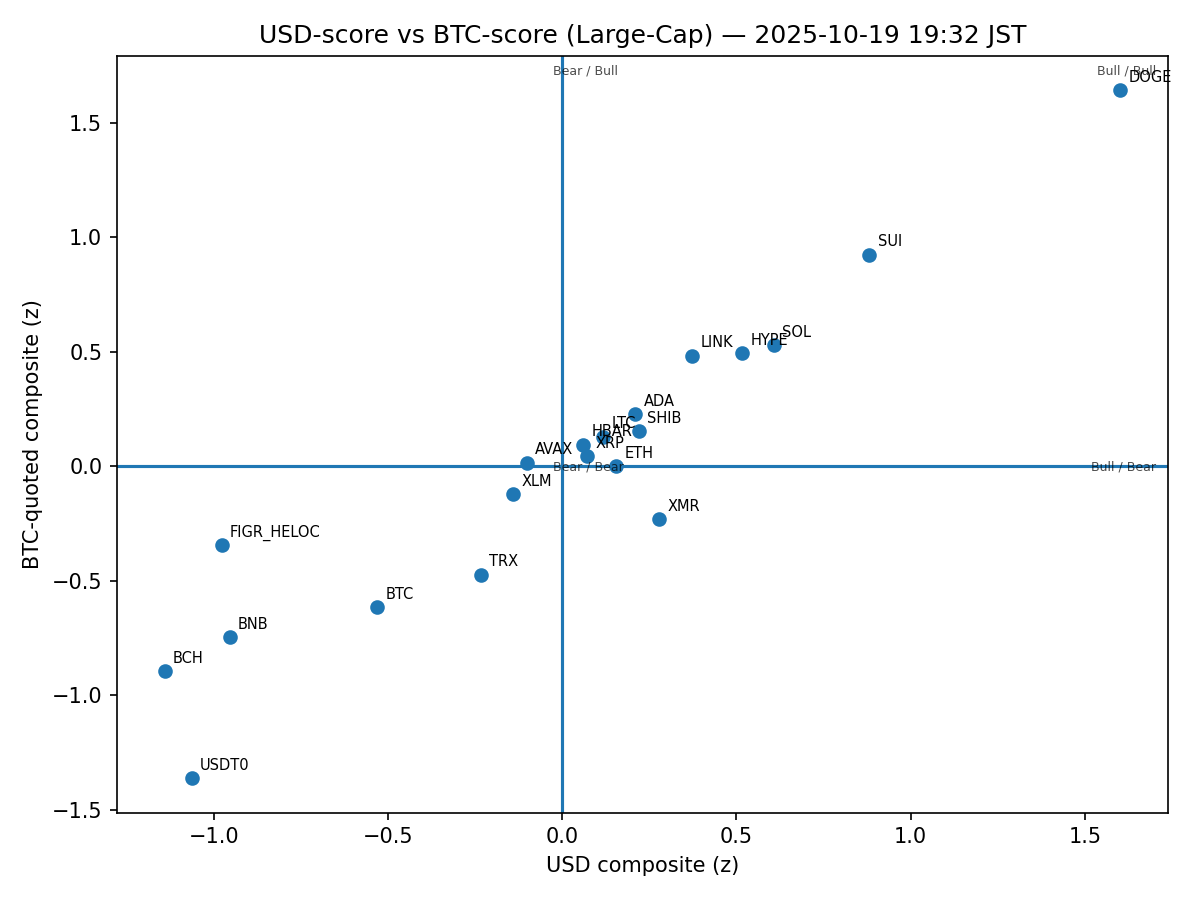 USD-score vs BTC-score (Large-Cap) — 2025-10-19 19:32 JST
Bear / Bull
Bull / Bull
DOGE
1.5
SUI
1.0
SOL
HYPE
LINK
0.5
ADA
SHIB
LTC
HBAR
XRP
AVAX
ETH
0.0
Bear / Bear
Bull / Bear
XLM
XMR
FIGR_HELOC
−0.5
TRX
BTC
BNB
BCH
−1.0
USDT0
−1.5
−1.0
−0.5
0.0
0.5
1.0
1.5
USD composite (z)
BTC-quoted composite (z)